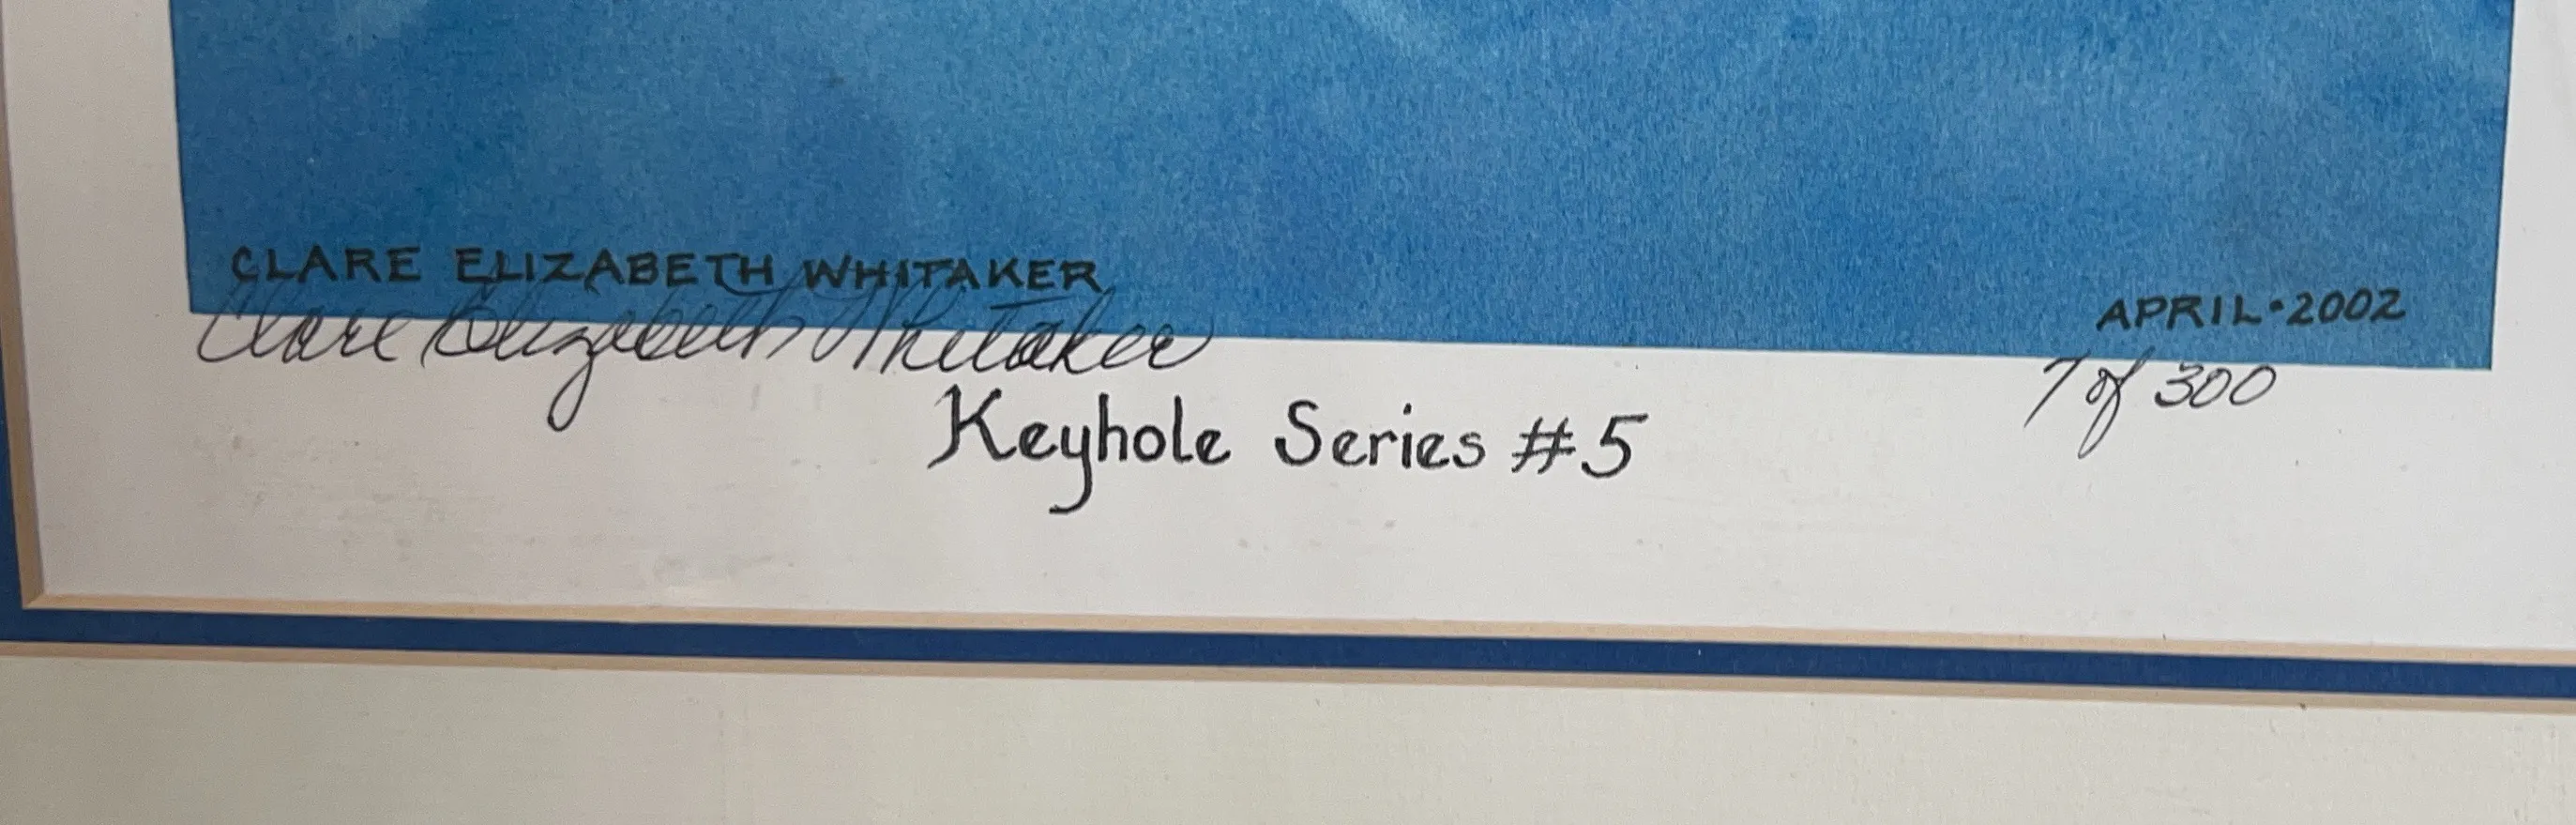 CLARE ELIZABETH WHITAKER
APRIL•2002
Clare Elizabeth Whitaker
7 of 300
Keyhole Series #5